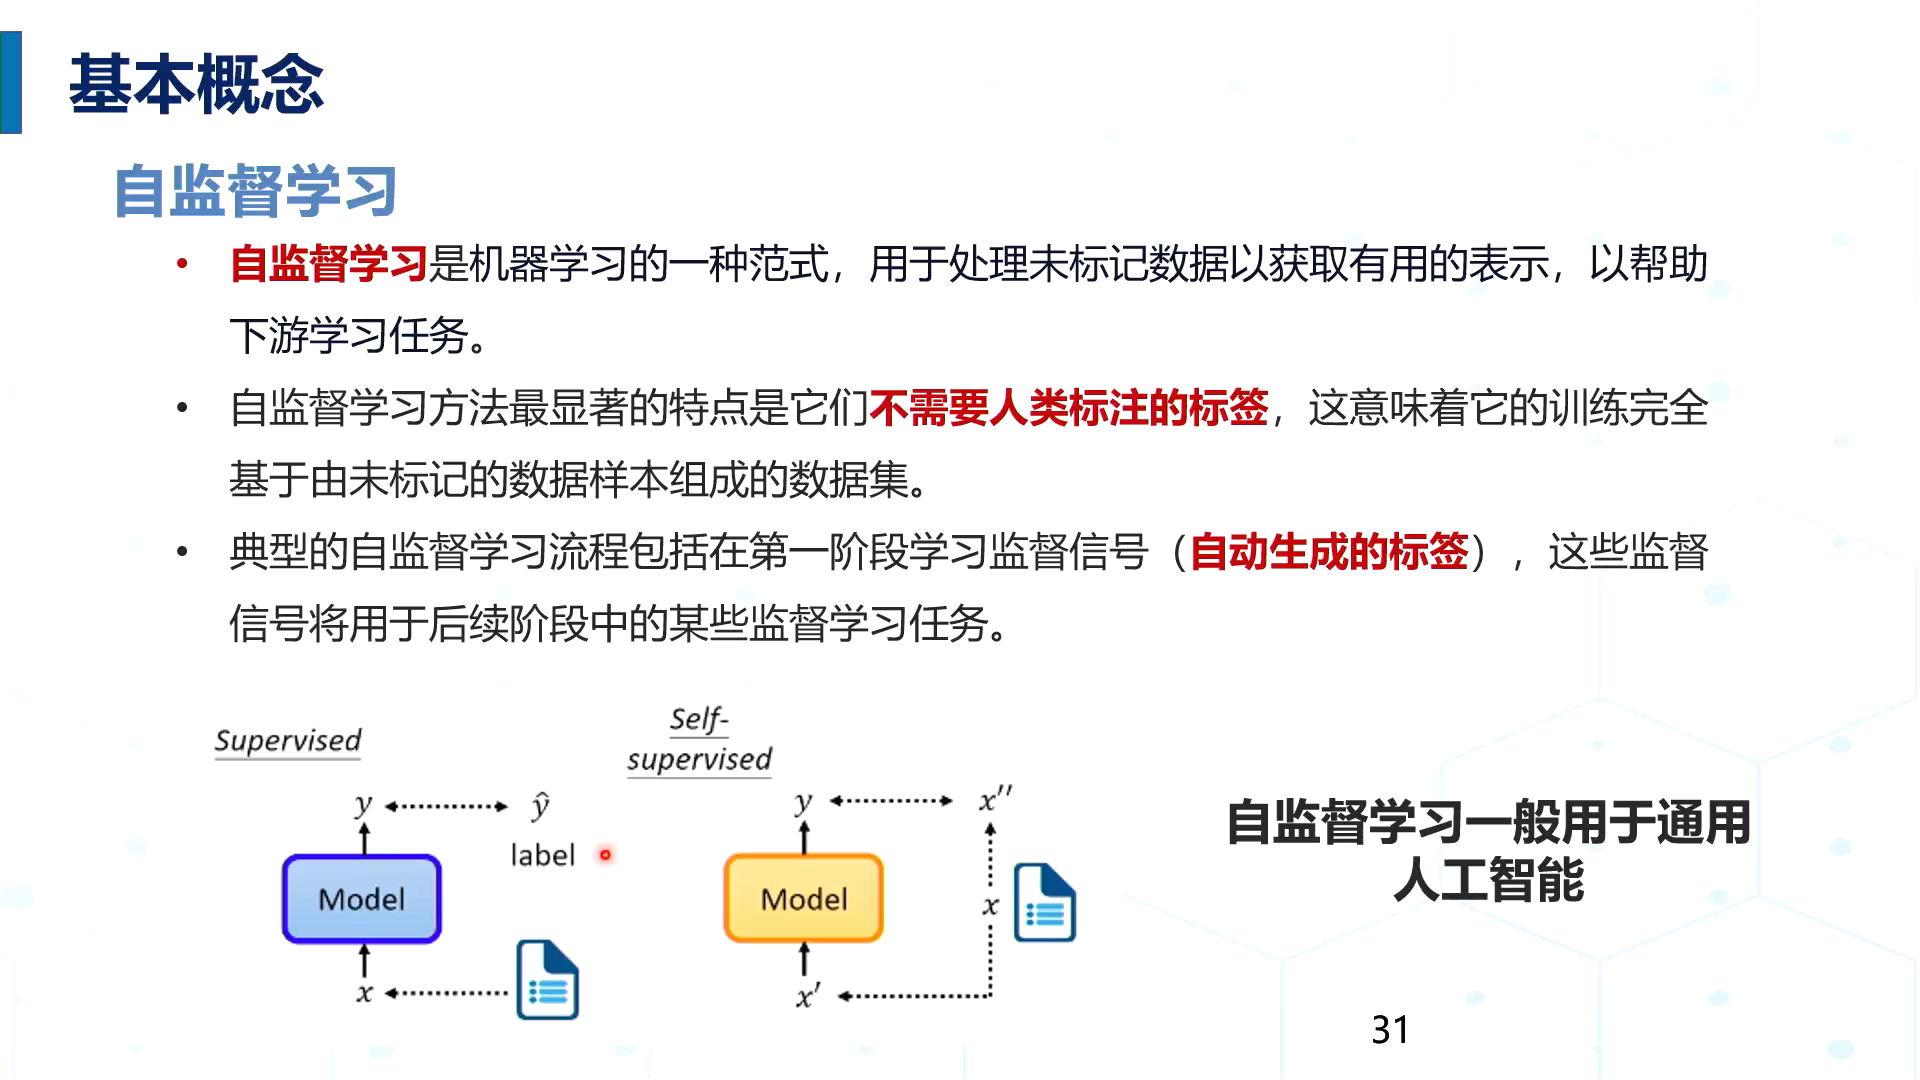 基本概念
自监督学习
• 自监督学习是机器学习的一种范式，用于处理未标记数据以获取有用的表示，以帮助
下游学习任务。
• 自监督学习方法最显著的特点是它们不需要人类标注的标签，这意味着它的训练完全
基于由未标记的数据样本组成的数据集。
• 典型的自监督学习流程包括在第一阶段学习监督信号（自动生成的标签），这些监督
信号将用于后续阶段中的某些监督学习任务。
Supervised
y
ŷ
label
Model
x
Self-
supervised
y
x′′
Model
x
x′
自监督学习一般用于通用
人工智能
31